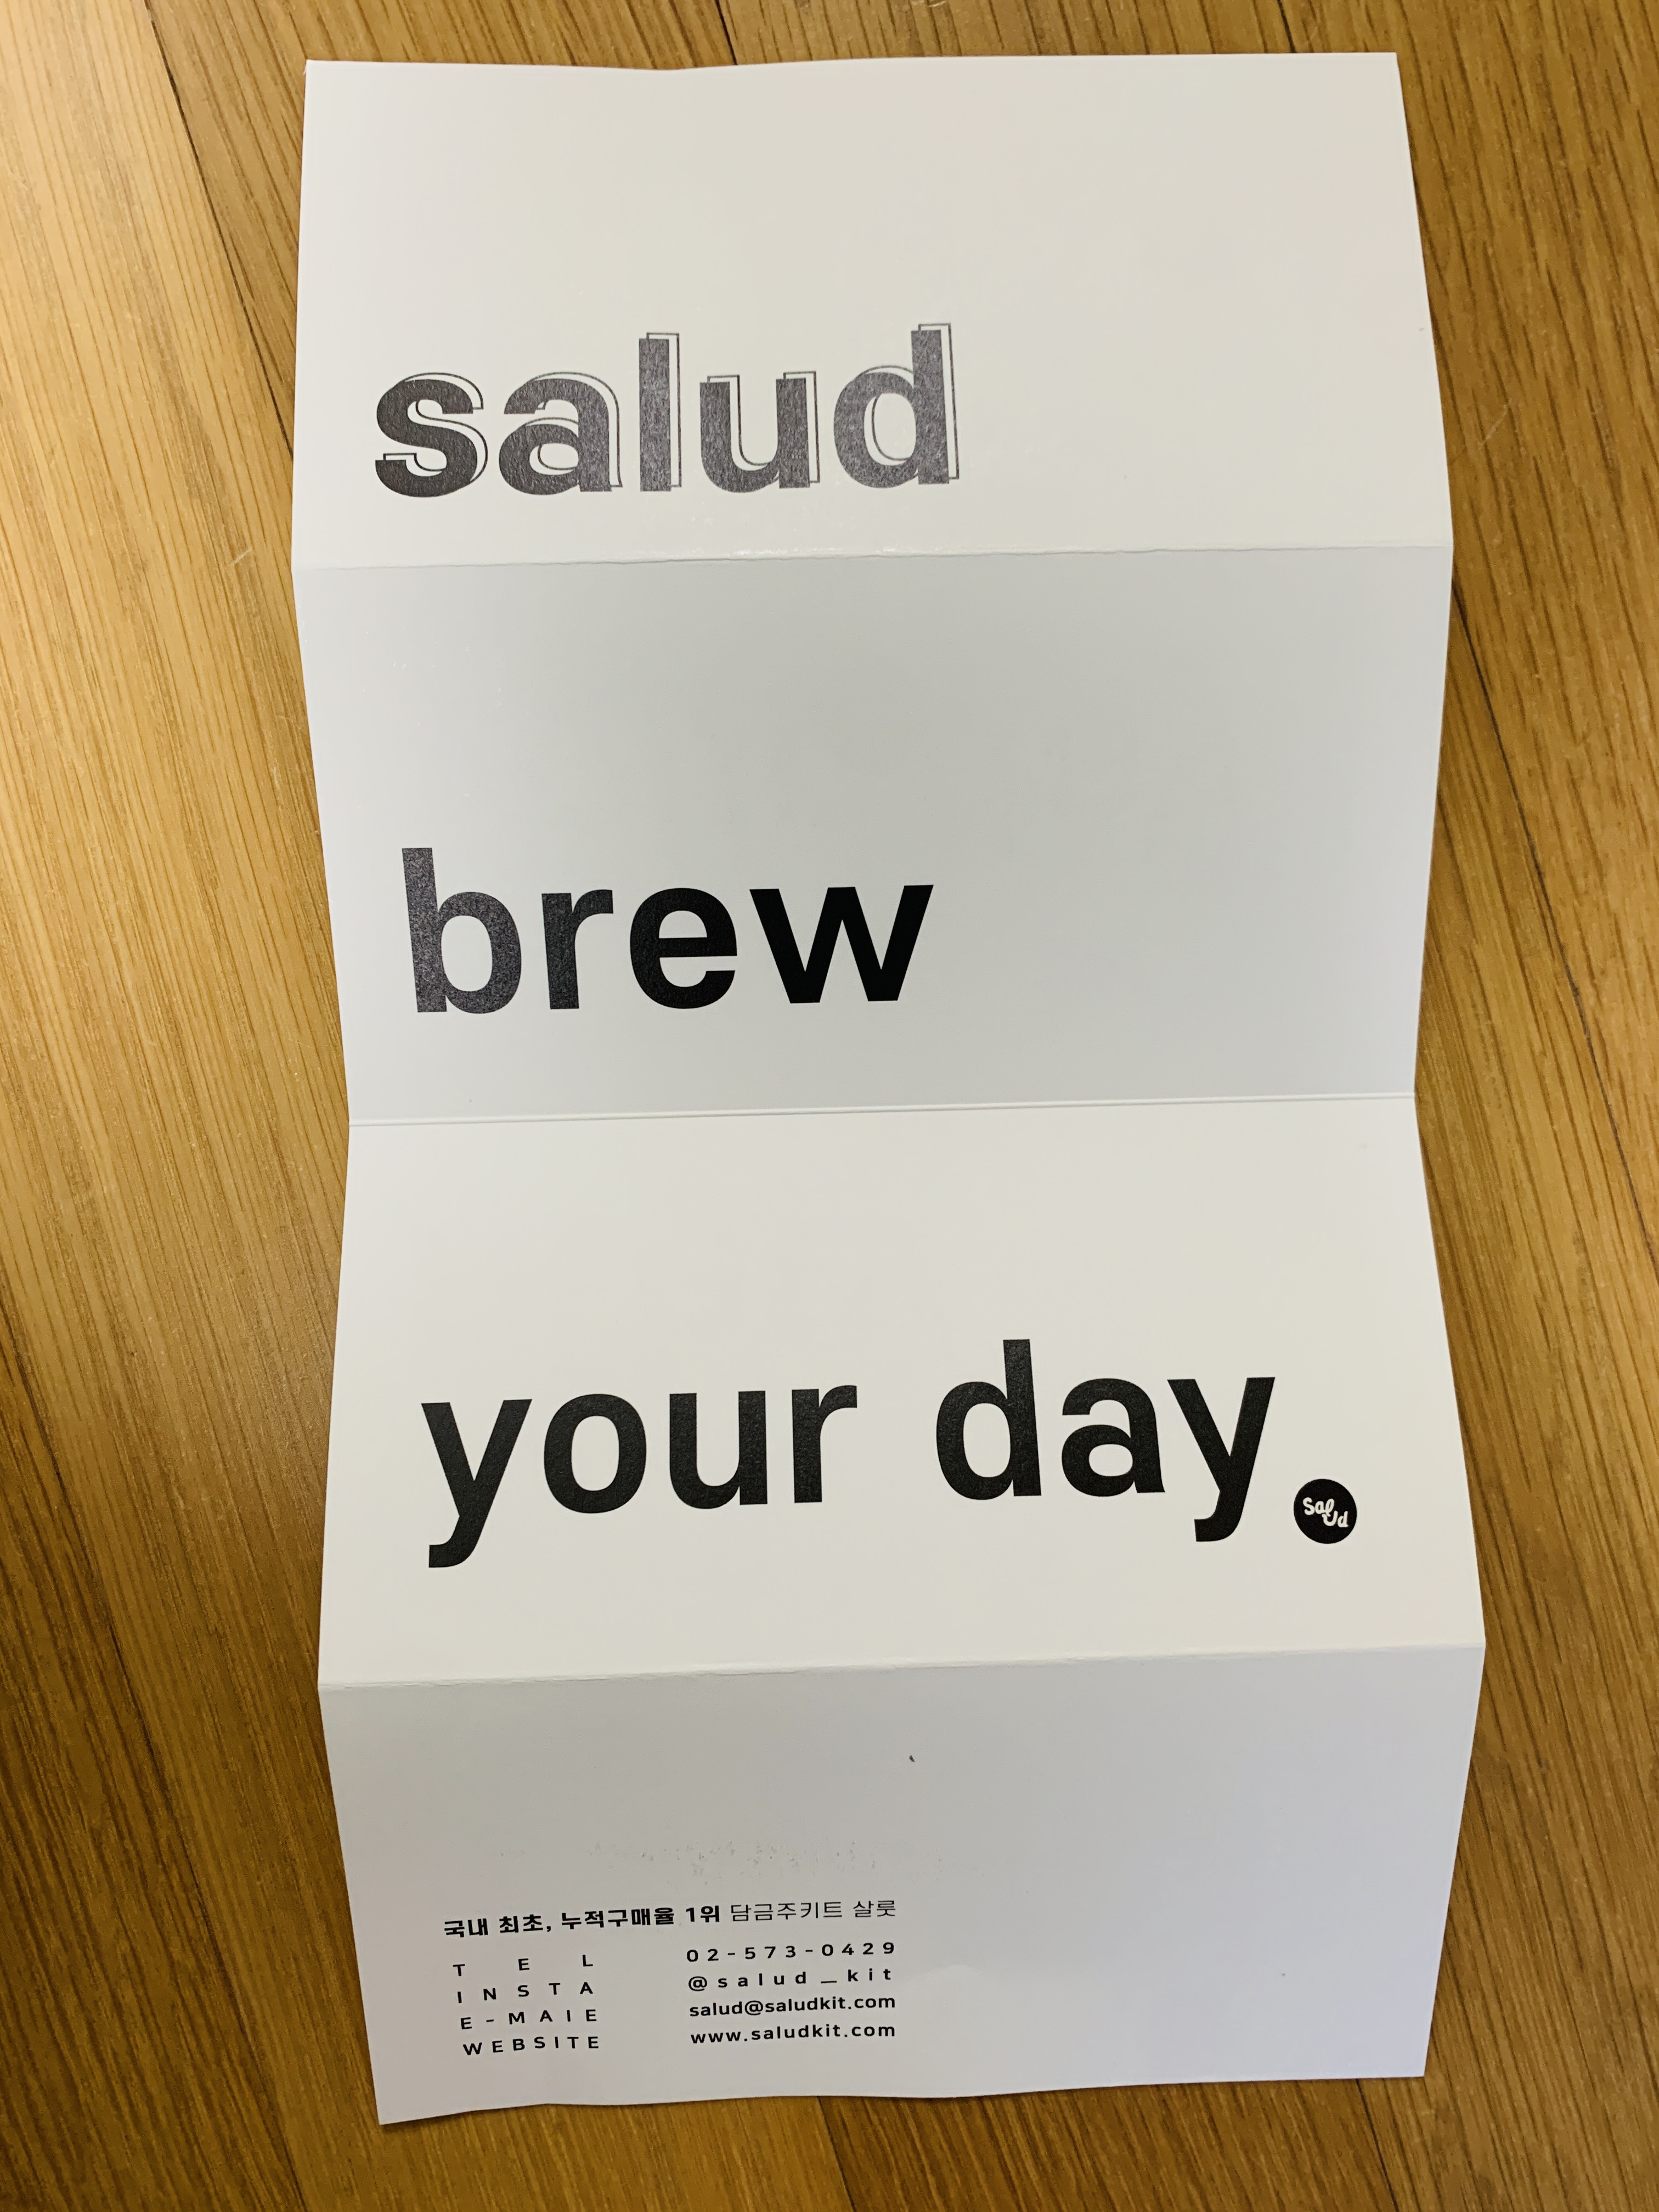 salud
brew
your day.
Salud
국내 최초, 누적구매율 1위 담금주키트 살룻
TEL 02-573-0429
INSTA @salud_kit
E-MAIE salud@saludkit.com
WEBSITE www.saludkit.com